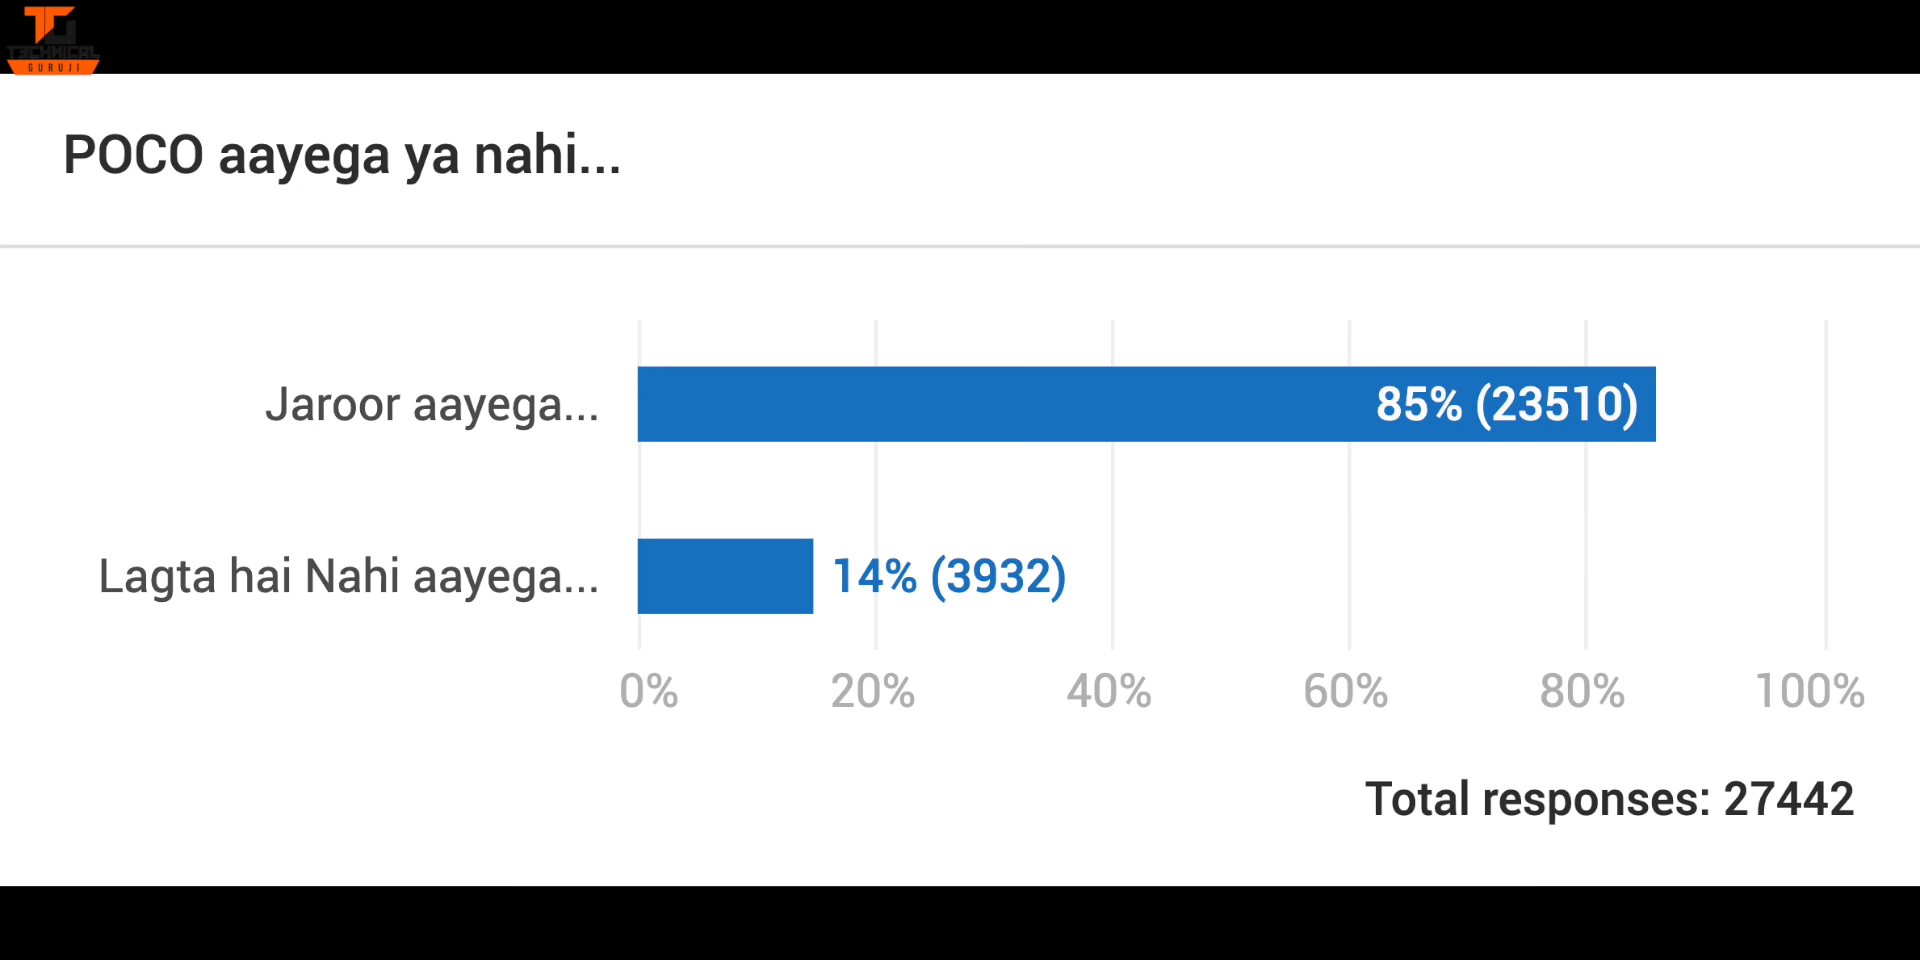 TECHNICAL
GURUJI
POCO aayega ya nahi...
Jaroor aayega...
85% (23510)
Lagta hai Nahi aayega...
14% (3932)
0% 20% 40% 60% 80% 100%
Total responses: 27442